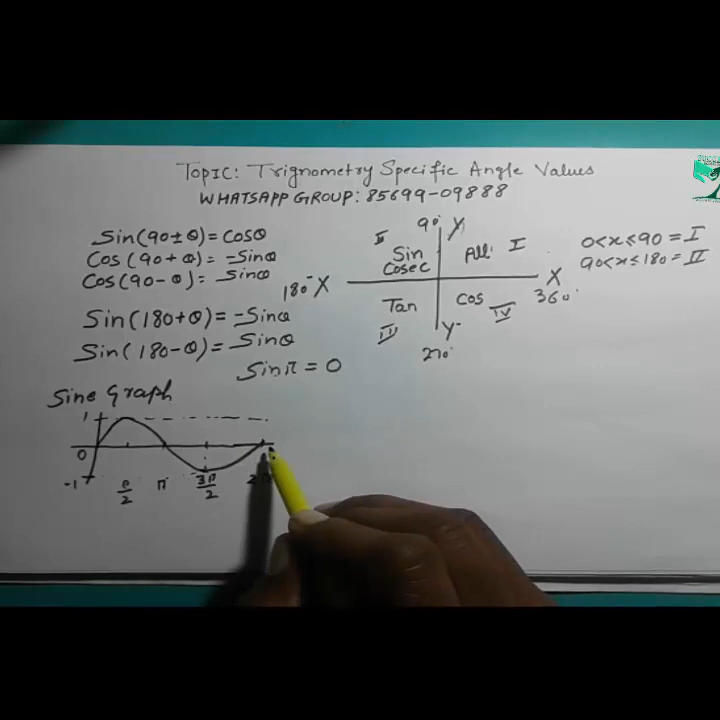 TOPIC: Trignometry Specific Angle Values
WHATSAPP GROUP: 85699-09888
Sin(90±θ)=Cosθ
Cos(90+θ)=-Sinθ
Cos(90-θ)= Sinθ
Sin(180+θ)=-Sinθ
Sin(180-θ)=Sinθ
Sinπ = 0
90° Y
II
Sin
Cosec
All I
180° X'
X
360°
Tan
III
Cos IV
Y-
270°
0<x≤90 = I
90<x≤180 = II
Sine Graph
1
0
-1
π/2
π
3π/2
2π